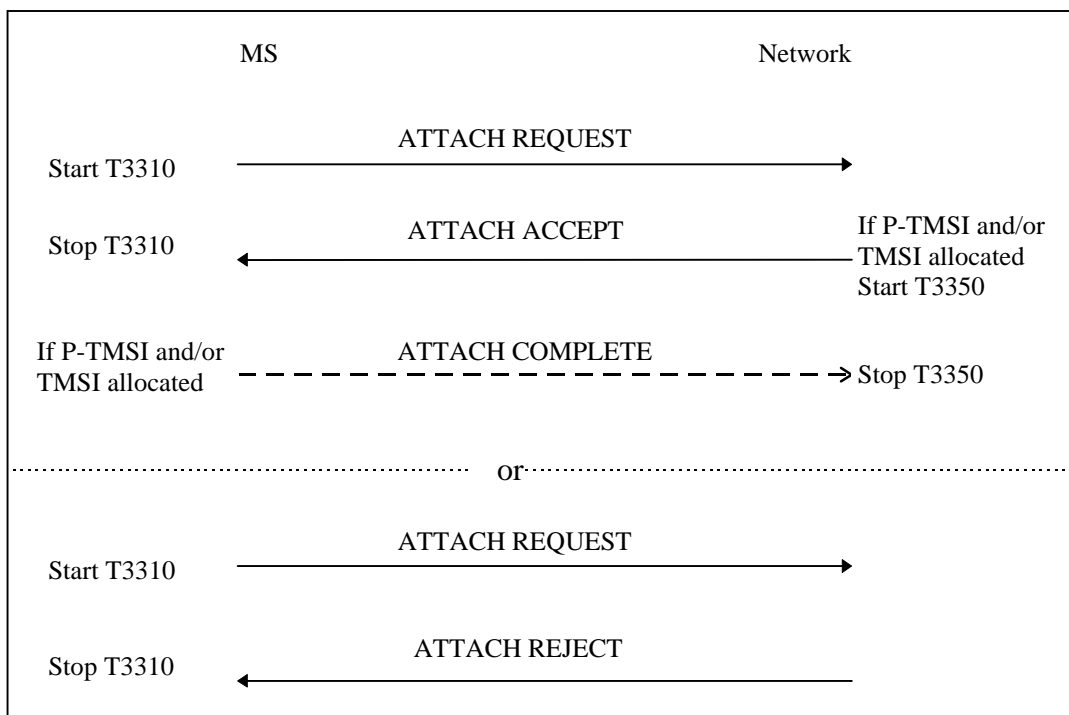 MS Network
ATTACH REQUEST
Start T3310
ATTACH ACCEPT
Stop T3310
If P-TMSI and/or
TMSI allocated
Start T3350
If P-TMSI and/or
TMSI allocated
ATTACH COMPLETE
Stop T3350
or
ATTACH REQUEST
Start T3310
ATTACH REJECT
Stop T3310